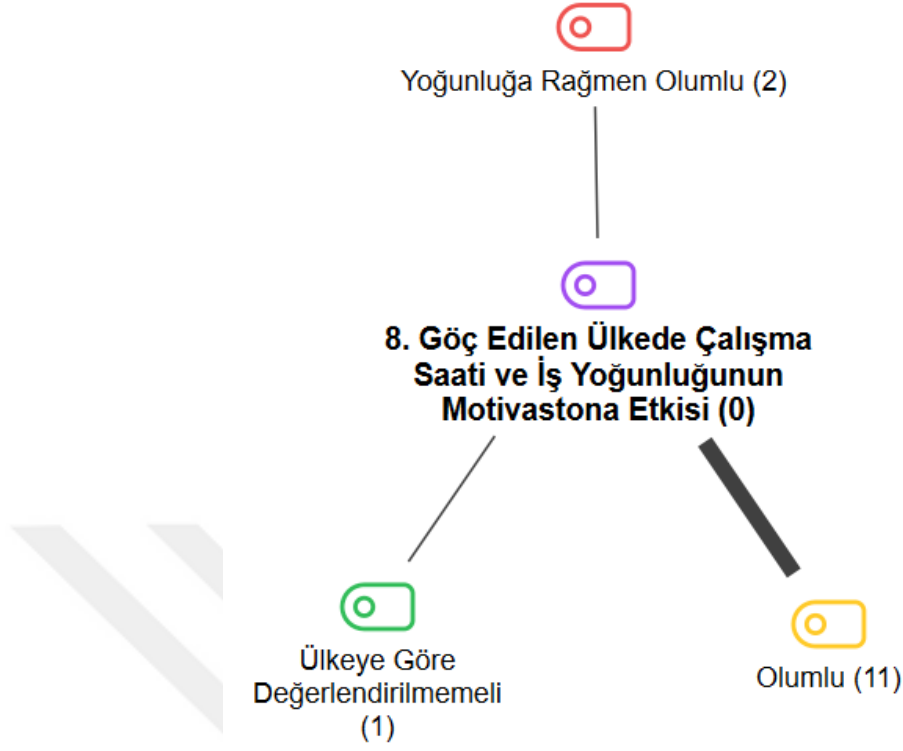 Yoğunluğa Rağmen Olumlu (2)
8. Göç Edilen Ülkede Çalışma
Saati ve İş Yoğunluğunun
Motivastona Etkisi (0)
Ülkeye Göre
Değerlendirilmemeli
(1)
Olumlu (11)